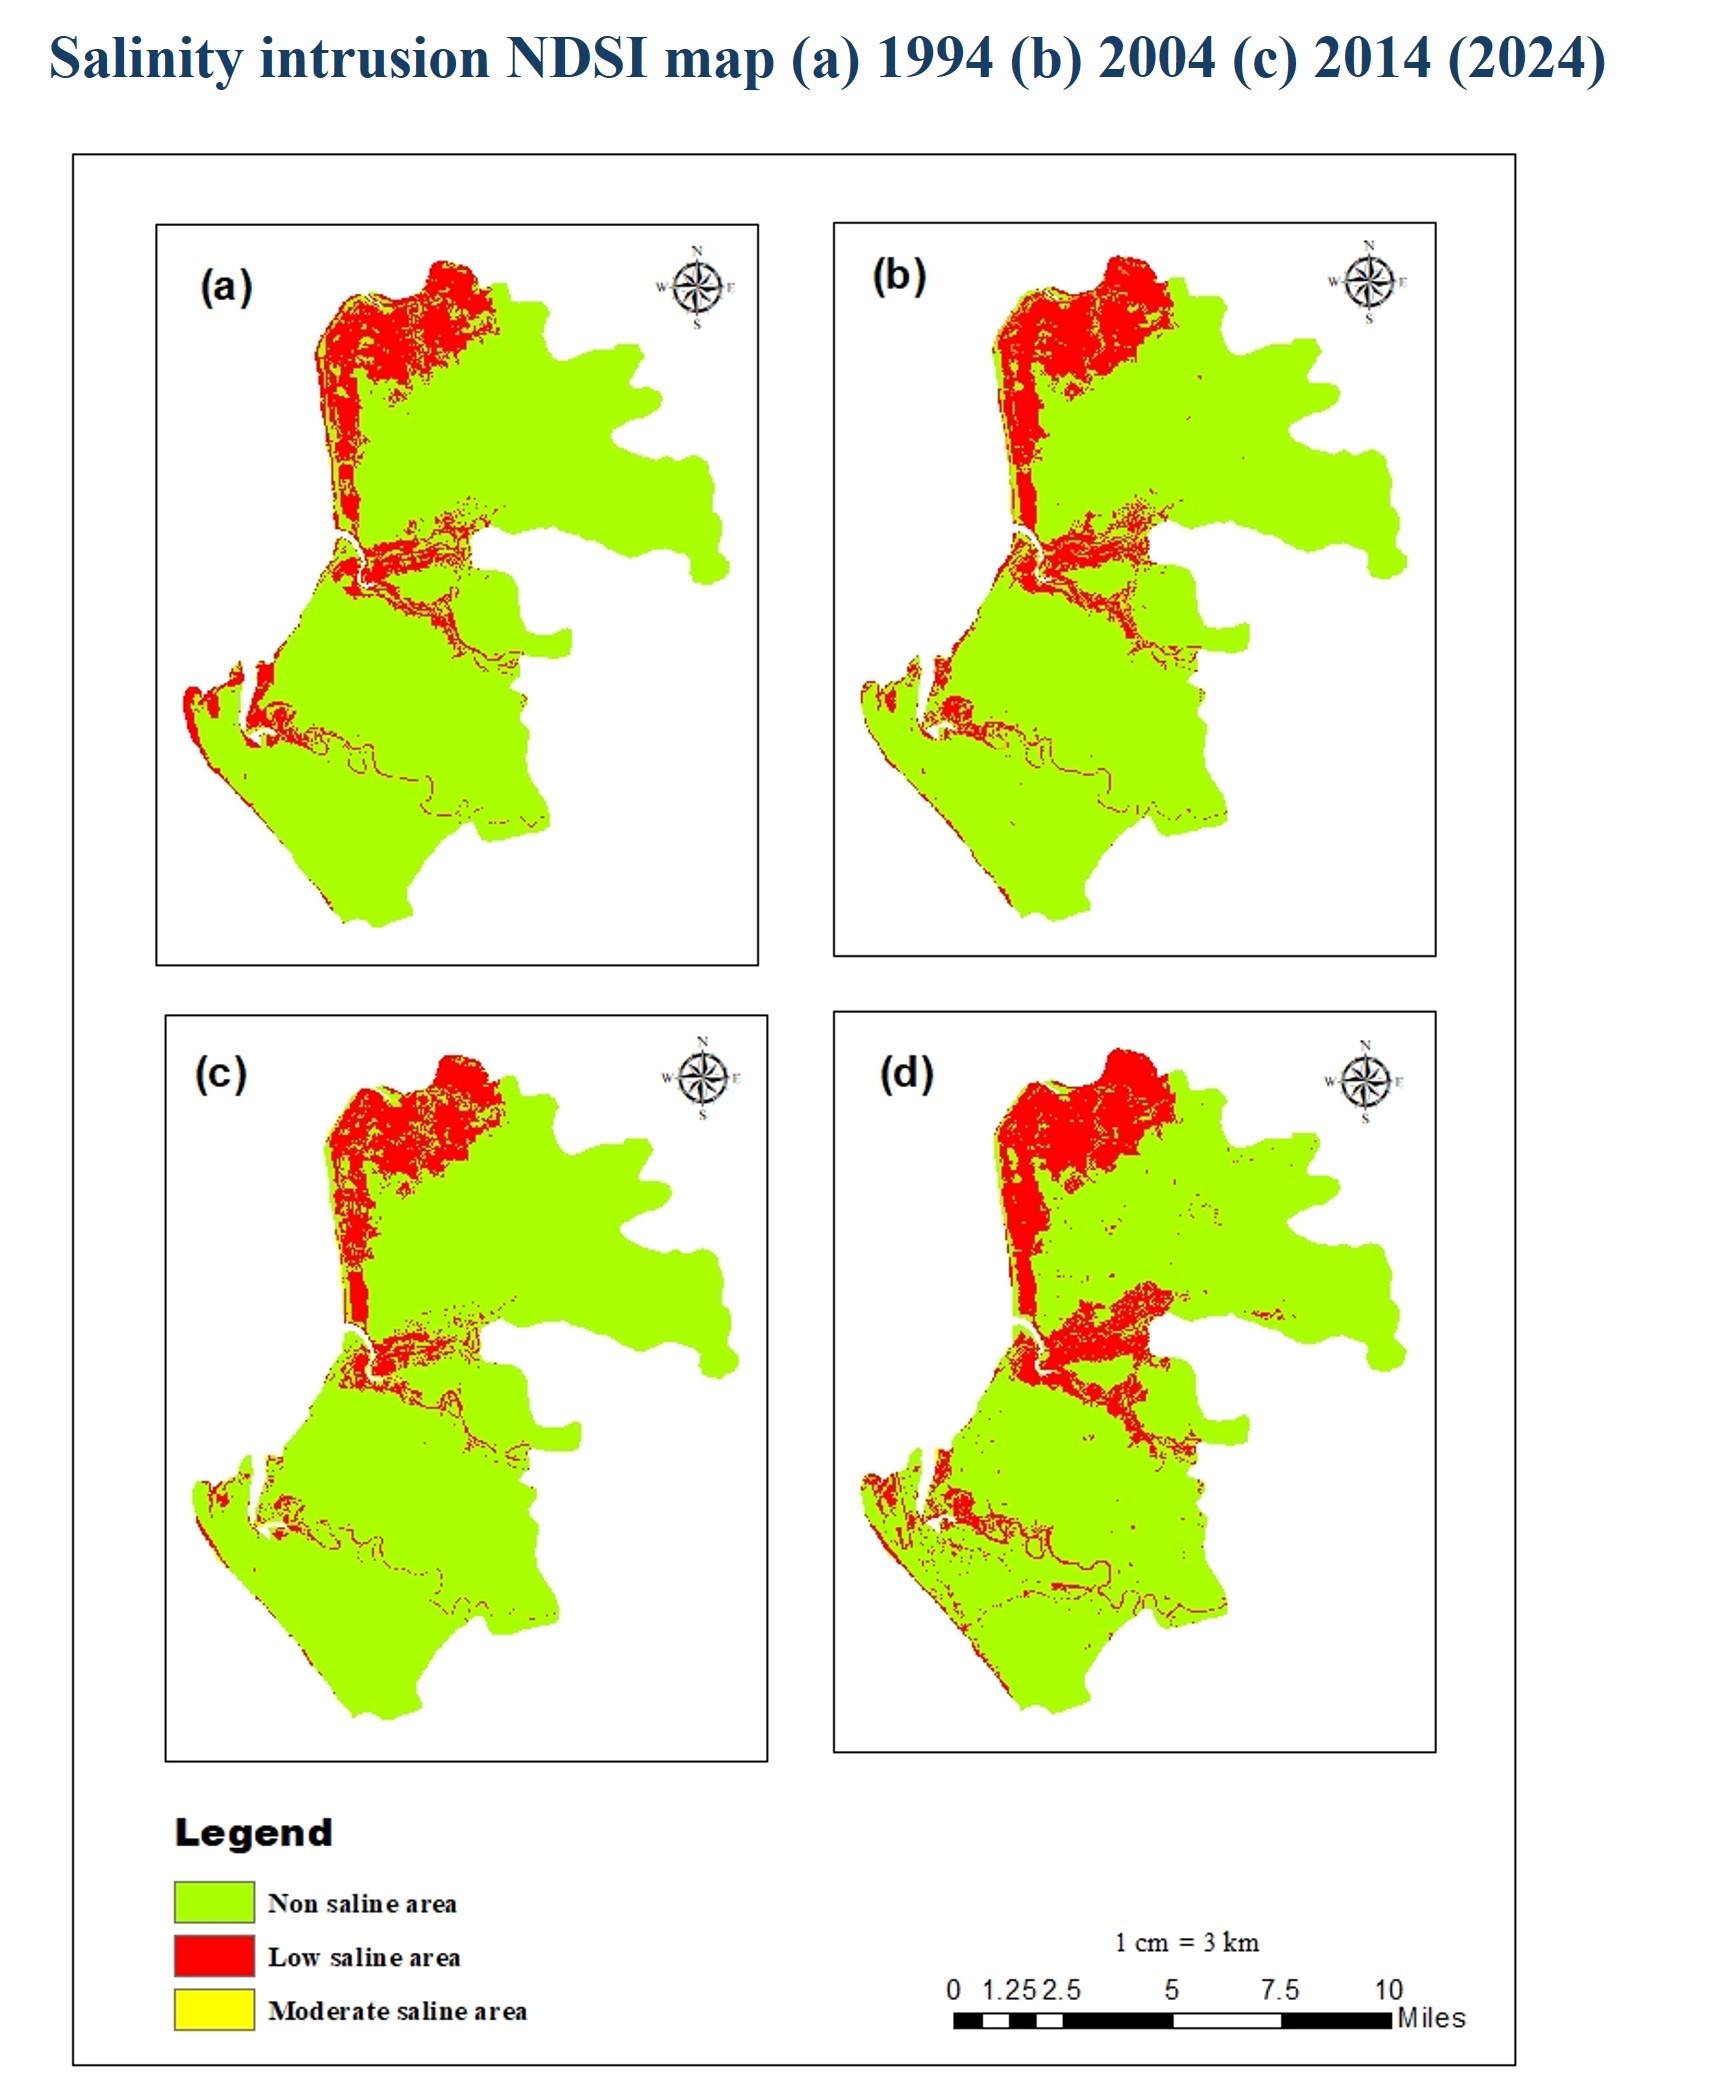 Salinity intrusion NDSI map (a) 1994 (b) 2004 (c) 2014 (2024)
(a)
N
W E
S
(b)
N
W E
S
(c)
N
W E
S
(d)
N
W E
S
Legend
Non saline area
Low saline area
Moderate saline area
1 cm = 3 km
0 1.25 2.5 5 7.5 10
Miles